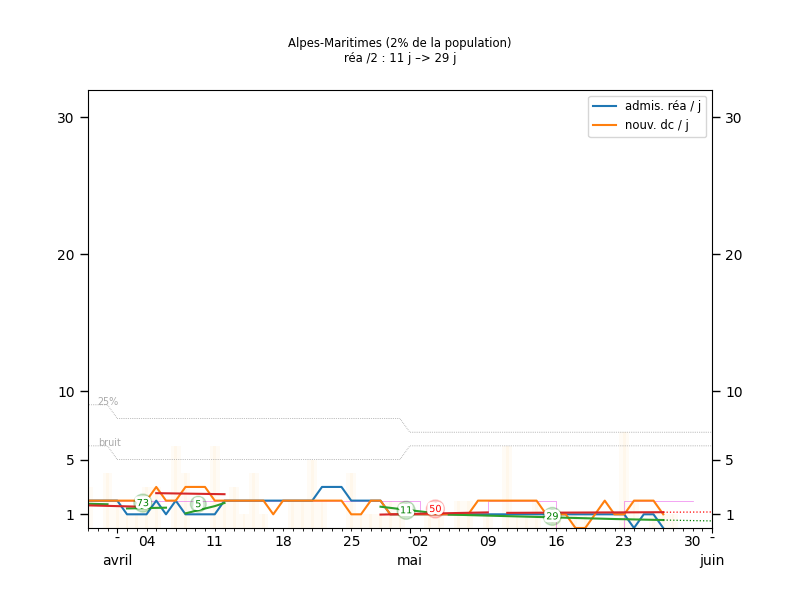 Alpes-Maritimes (2% de la population)
réa /2 : 11 j –> 29 j
admis. réa / j
nouv. dc / j
30 30
20 20
10 10
25%
bruit
5 5
73 5 11 50 29
1 1
- 04 11 18 25 -02 09 16 23 30 -
avril mai juin